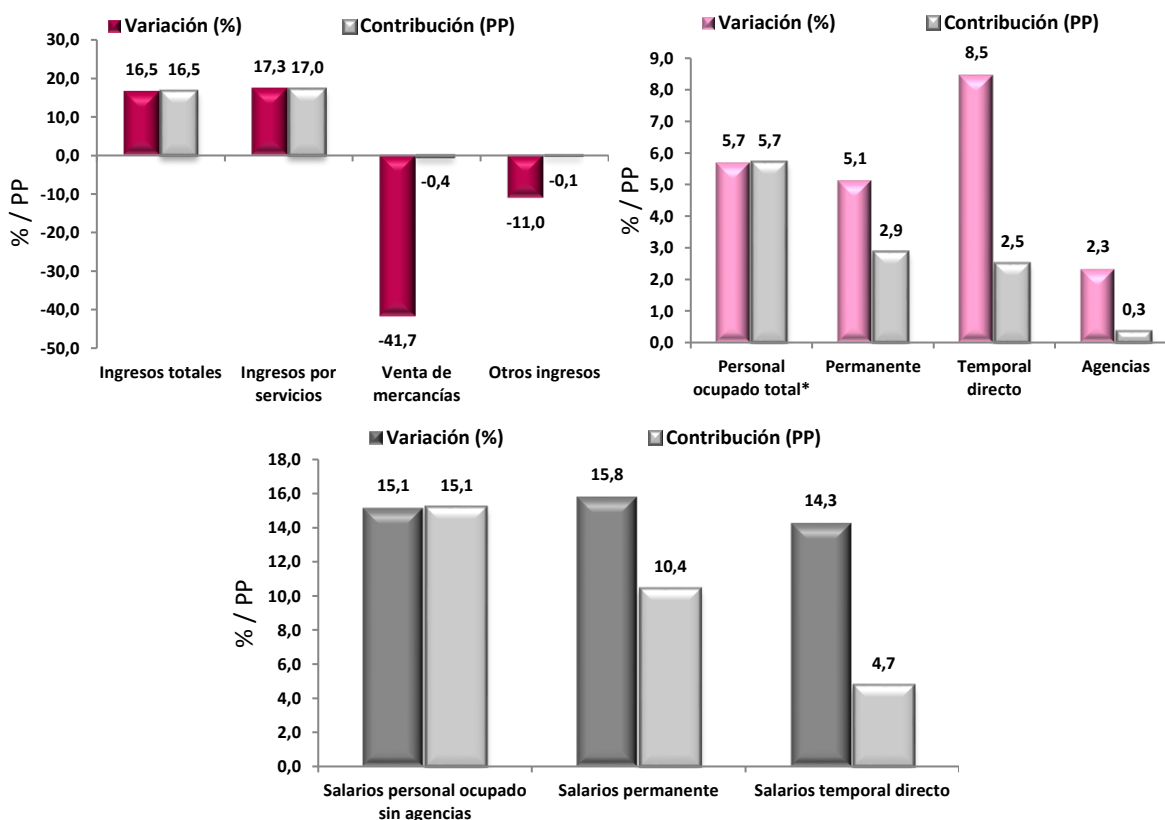 Variación (%) Contribución (PP)
30,0
20,0
10,0
0,0
-10,0
-20,0
-30,0
-40,0
-50,0
% / PP
16,5 16,5 17,3 17,0
-41,7 -0,4 -11,0 -0,1
Ingresos totales Ingresos por Venta de Otros ingresos
servicios mercancías
Variación (%) Contribución (PP)
9,0
8,0
7,0
6,0
5,0
4,0
3,0
2,0
1,0
0,0
% / PP
5,7 5,7 5,1 2,9 8,5 2,5 2,3 0,3
Personal Permanente Temporal Agencias
ocupado total* directo
Variación (%) Contribución (PP)
18,0
16,0
14,0
12,0
10,0
8,0
6,0
4,0
2,0
0,0
% / PP
15,1 15,1 15,8 10,4 14,3 4,7
Salarios personal ocupado Salarios permanente Salarios temporal directo
sin agencias